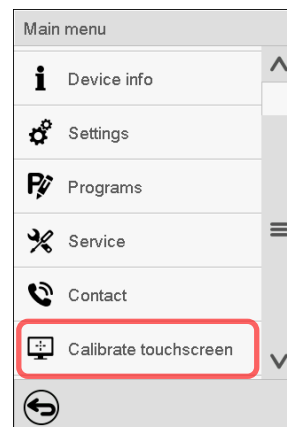 Main menu
Device info
Settings
Programs
Service
Contact
Calibrate touchscreen